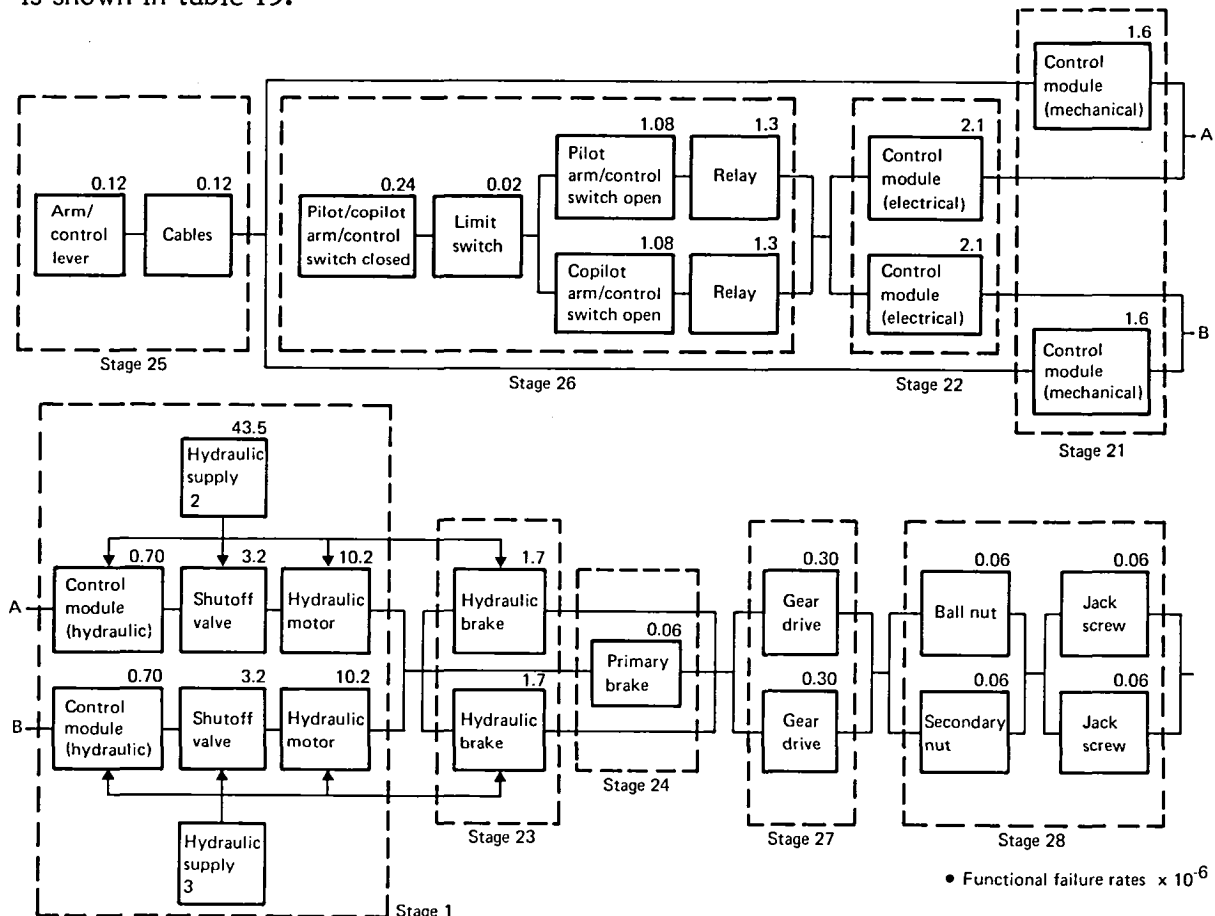 is shown in table 19.
1.6
Control
module
(mechanical)
A
0.12
Arm/
control
lever
0.12
Cables
Stage 25
0.24
Pilot/copilot
arm/control
switch closed
0.02
Limit
switch
1.08
Pilot
arm/control
switch open
1.3
Relay
1.08
Copilot
arm/control
switch open
1.3
Relay
Stage 26
2.1
Control
module
(electrical)
2.1
Control
module
(electrical)
Stage 22
B
1.6
Control
module
(mechanical)
Stage 21
43.5
Hydraulic
supply
2
A
0.70
Control
module
(hydraulic)
3.2
Shutoff
valve
10.2
Hydraulic
motor
B
0.70
Control
module
(hydraulic)
3.2
Shutoff
valve
10.2
Hydraulic
motor
Hydraulic
supply
3
Stage 1
1.7
Hydraulic
brake
1.7
Hydraulic
brake
Stage 23
0.06
Primary
brake
Stage 24
0.30
Gear
drive
0.30
Gear
drive
Stage 27
0.06
Ball nut
0.06
Secondary
nut
0.06
Jack
screw
0.06
Jack
screw
Stage 28
• Functional failure rates x 10-6